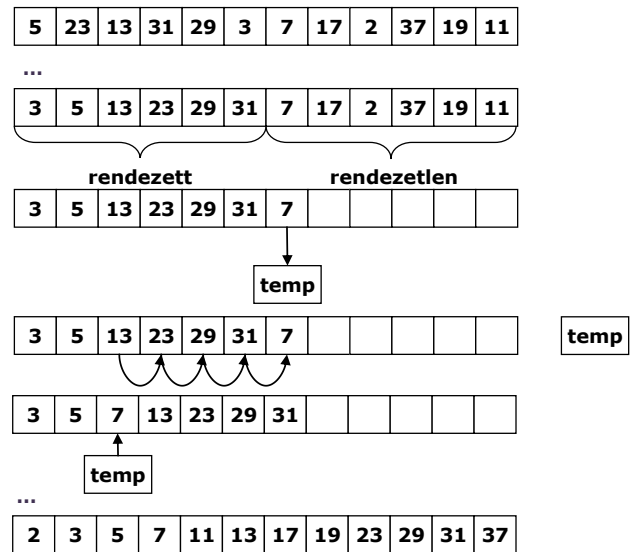 5 23 13 31 29 3 7 17 2 37 19 11
...
3 5 13 23 29 31 7 17 2 37 19 11
rendezett rendezetlen
3 5 13 23 29 31 7
temp
3 5 13 23 29 31 7 temp
3 5 7 13 23 29 31
temp
...
2 3 5 7 11 13 17 19 23 29 31 37